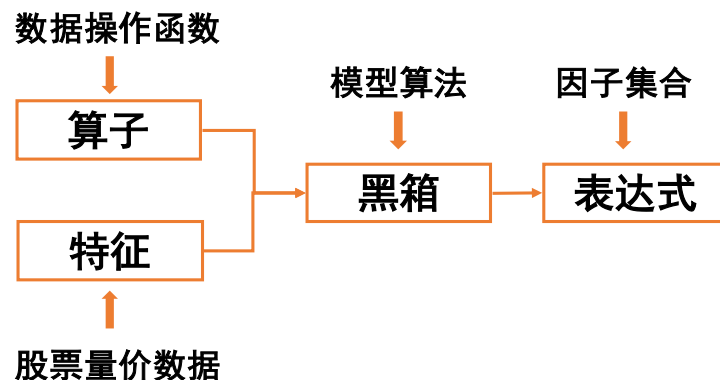 数据操作函数
算子
特征
股票量价数据
模型算法
黑箱
因子集合
表达式